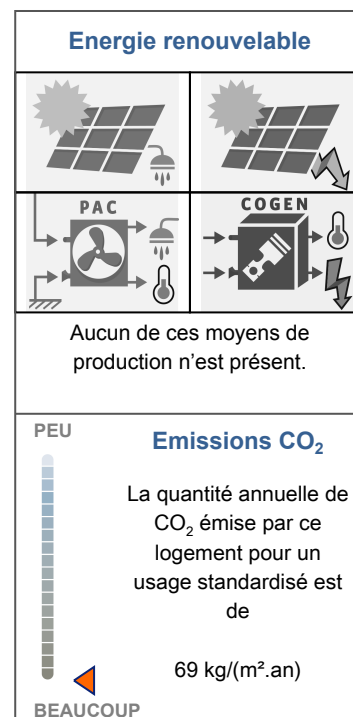 Energie renouvelable
PAC
COGEN
Aucun de ces moyens de
production n'est présent.
PEU
Emissions CO₂
La quantité annuelle de
CO₂ émise par ce
logement pour un
usage standardisé est
de
69 kg/(m².an)
BEAUCOUP